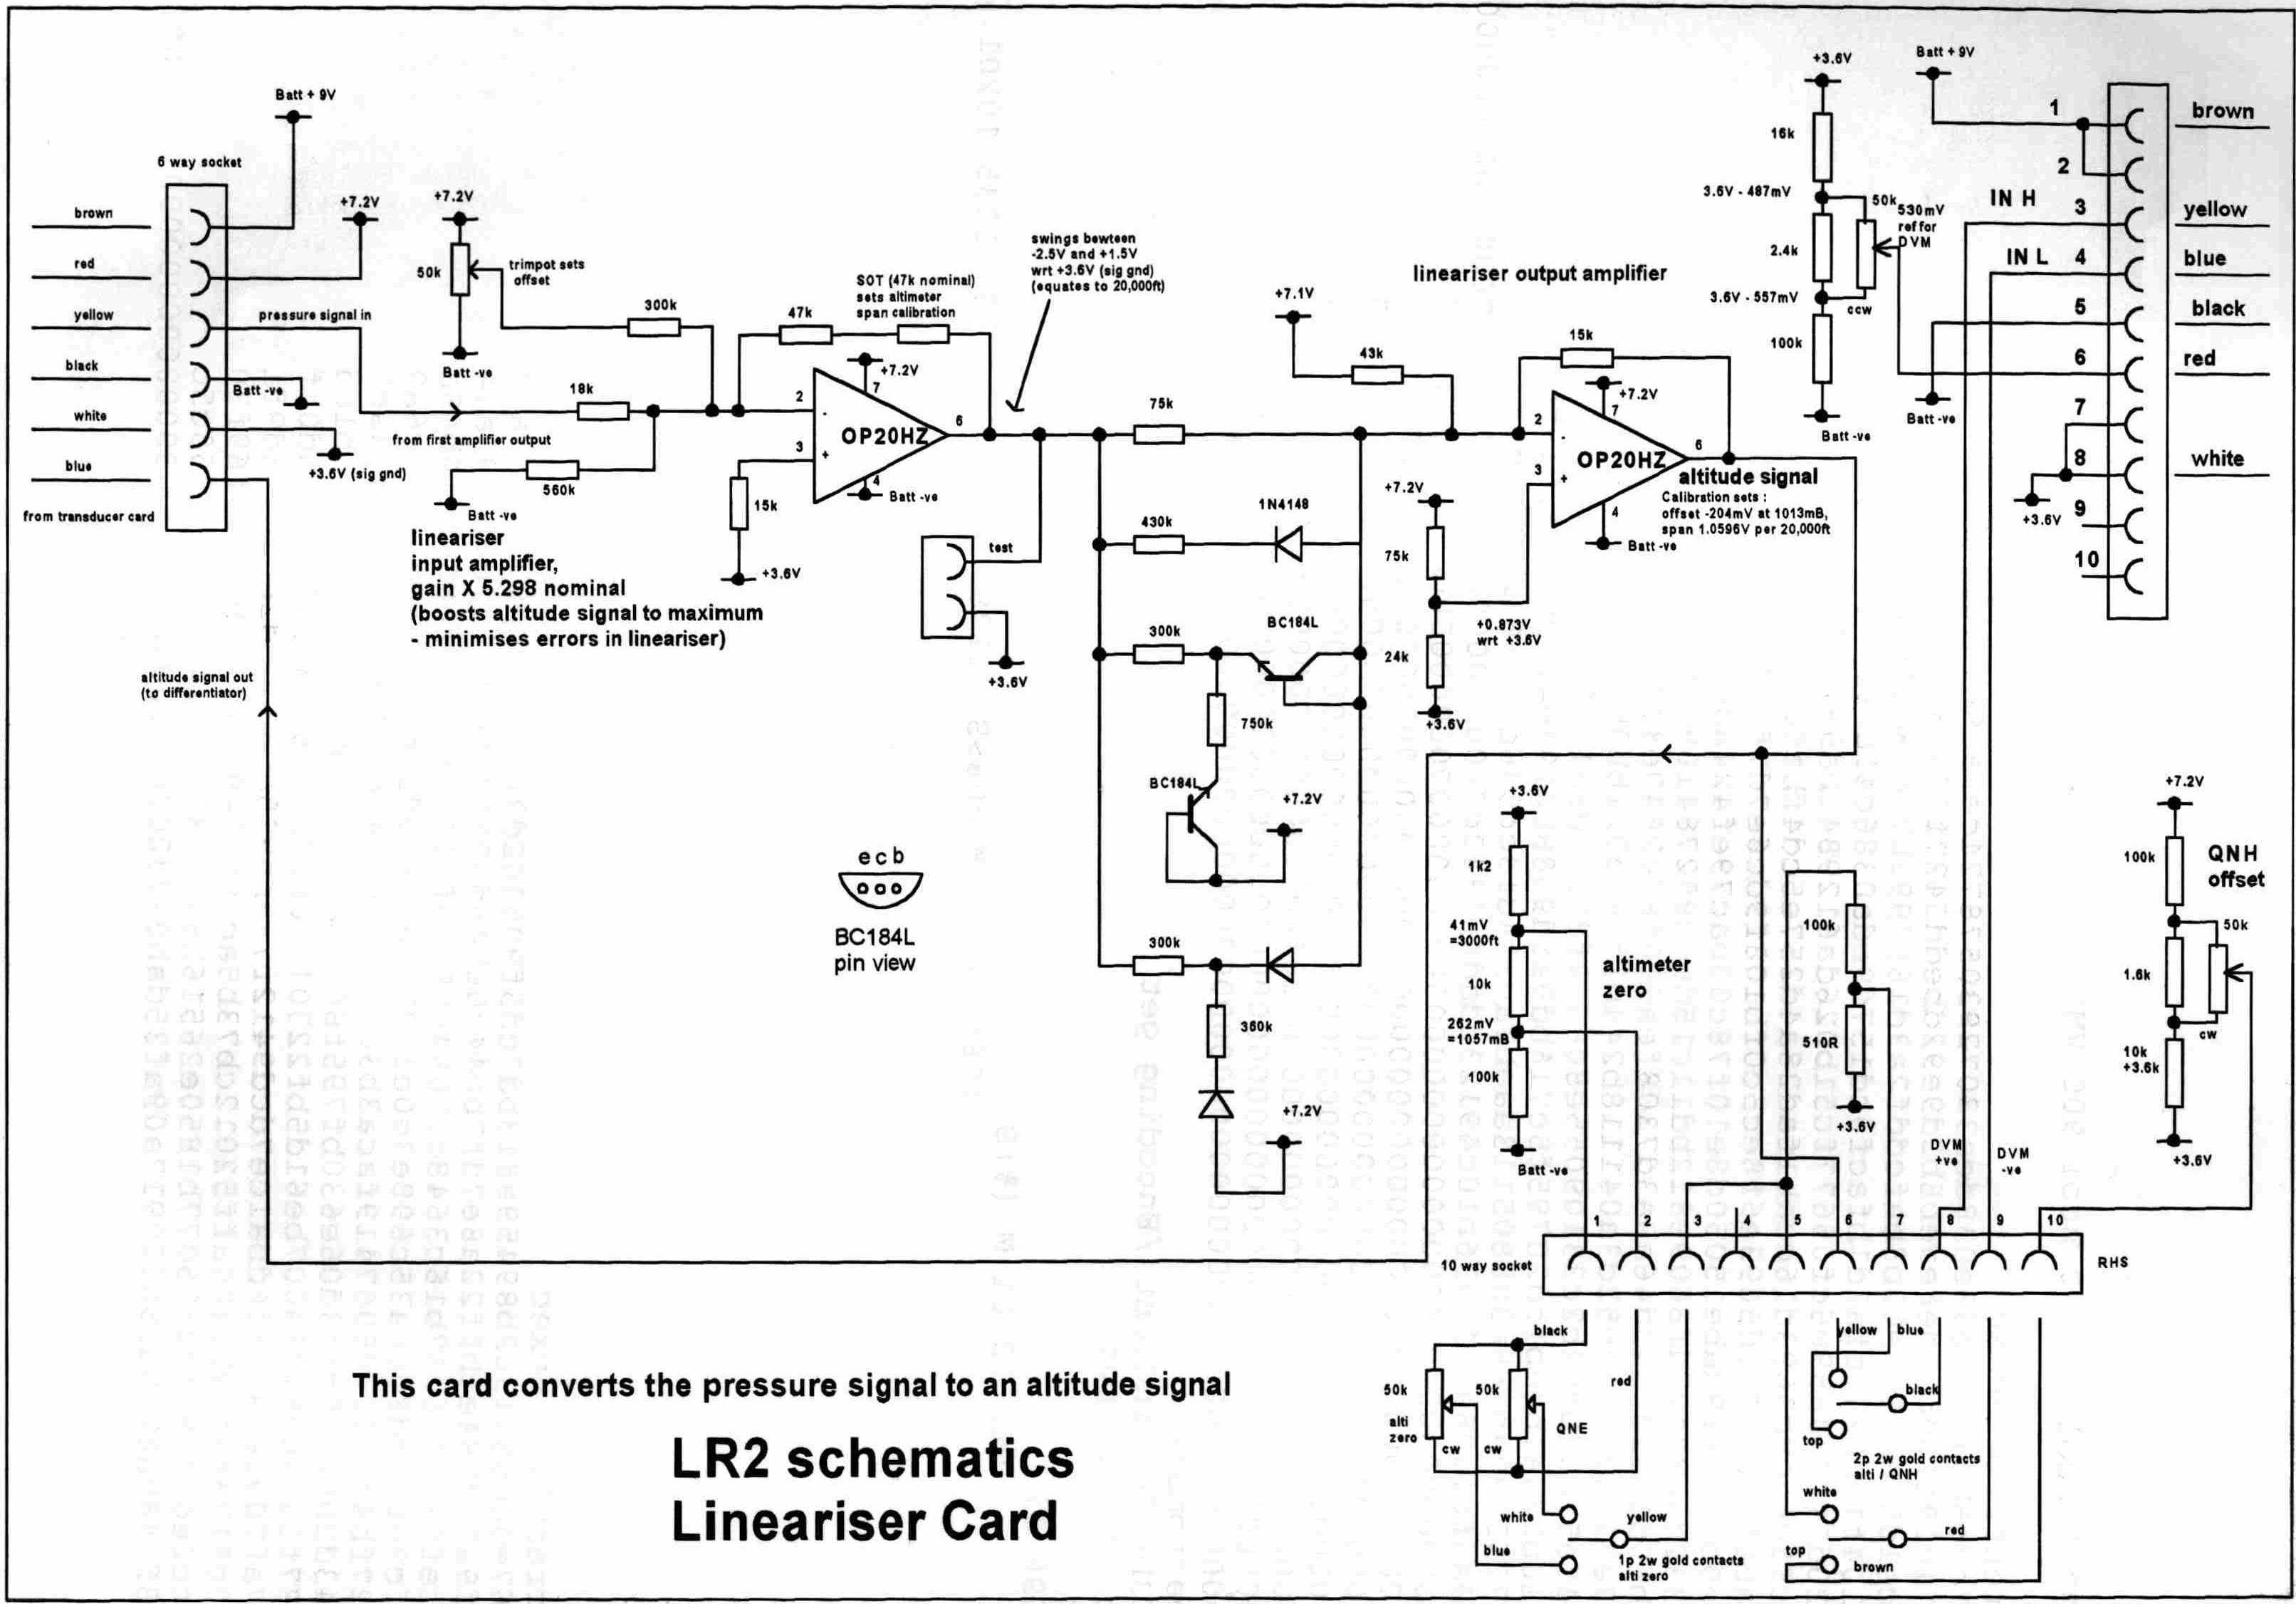 Batt + 9V
6 way socket
brown
red
yellow
black
white
blue
from transducer card
+7.2V
pressure signal in
Batt -ve
+3.6V (sig gnd)
altitude signal out
(to differentiator)
+7.2V
50k
trimpot sets
offset
Batt -ve
300k
18k
from first amplifier output
560k
Batt -ve
lineariser
input amplifier,
gain X 5.298 nominal
(boosts altitude signal to maximum
- minimises errors in lineariser)
47k
SOT (47k nominal)
sets altimeter
span calibration
+7.2V
7
2
-
3
+
OP20HZ
6
4
Batt -ve
15k
+3.6V
swings bewteen
-2.5V and +1.5V
wrt +3.6V (sig gnd)
(equates to 20,000ft)
test
+3.6V
e c b
BC184L
pin view
75k
430k
1N4148
300k
BC184L
750k
BC184L
+7.2V
300k
360k
+7.2V
+7.1V
43k
lineariser output amplifier
15k
+7.2V
7
2
-
3
+
OP20HZ
6
4
Batt -ve
altitude signal
Calibration sets :
offset -204mV at 1013mB,
span 1.0596V per 20,000ft
+7.2V
75k
+0.873V
wrt +3.6V
24k
+3.6V
+3.6V
16k
3.6V - 487mV
50k
530mV
ref for
DVM
2.4k
3.6V - 557mV
ccw
100k
Batt -ve
Batt + 9V
1
brown
2
IN H
3
yellow
IN L
4
blue
5
black
6
red
Batt -ve
7
8
white
+3.6V
9
10
+3.6V
1k2
41mV
=3000ft
10k
262mV
=1057mB
100k
Batt -ve
altimeter
zero
100k
510R
+3.6V
DVM
+ve
DVM
-ve
+7.2V
100k
QNH
offset
50k
1.6k
cw
10k
+3.6k
+3.6V
1
2
3
4
5
6
7
8
9
10
10 way socket
RHS
black
50k
alti
zero
cw
50k
QNE
cw
red
white
yellow
blue
1p 2w gold contacts
alti zero
yellow
blue
black
top
2p 2w gold contacts
alti / QNH
white
red
top
brown
This card converts the pressure signal to an altitude signal
LR2 schematics
Lineariser Card